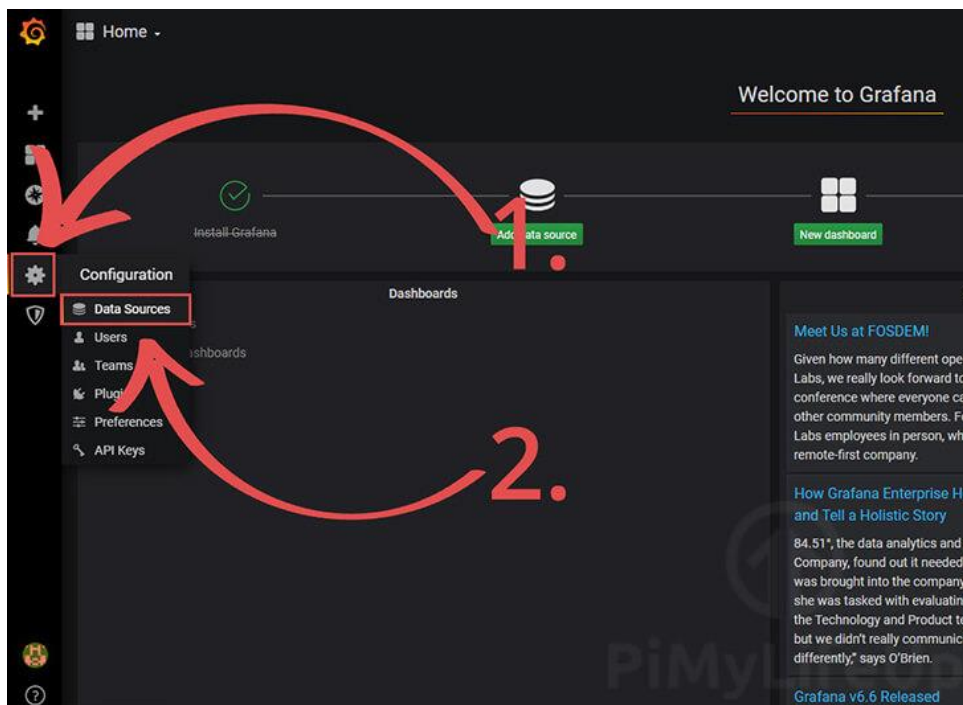 Home
Welcome to Grafana
1.
Install Grafana
Add data source
New dashboard
Configuration
Data Sources
Users
Teams
Preferences
API Keys
Dashboards
2.
Meet Us at FOSDEM!
Given how many different ope
Labs, we really look forward to
conference where everyone ca
other community members. F
Labs employees in person, wh
remote-first company.
How Grafana Enterprise H
and Tell a Holistic Story
84.51°, the data analytics and
Company, found out it needed
was brought into the company
she was tasked with evaluatin
the Technology and Product te
but we didn't really communic
differently," says O'Brien.
Grafana v6.6 Released
PiMyLifeUp